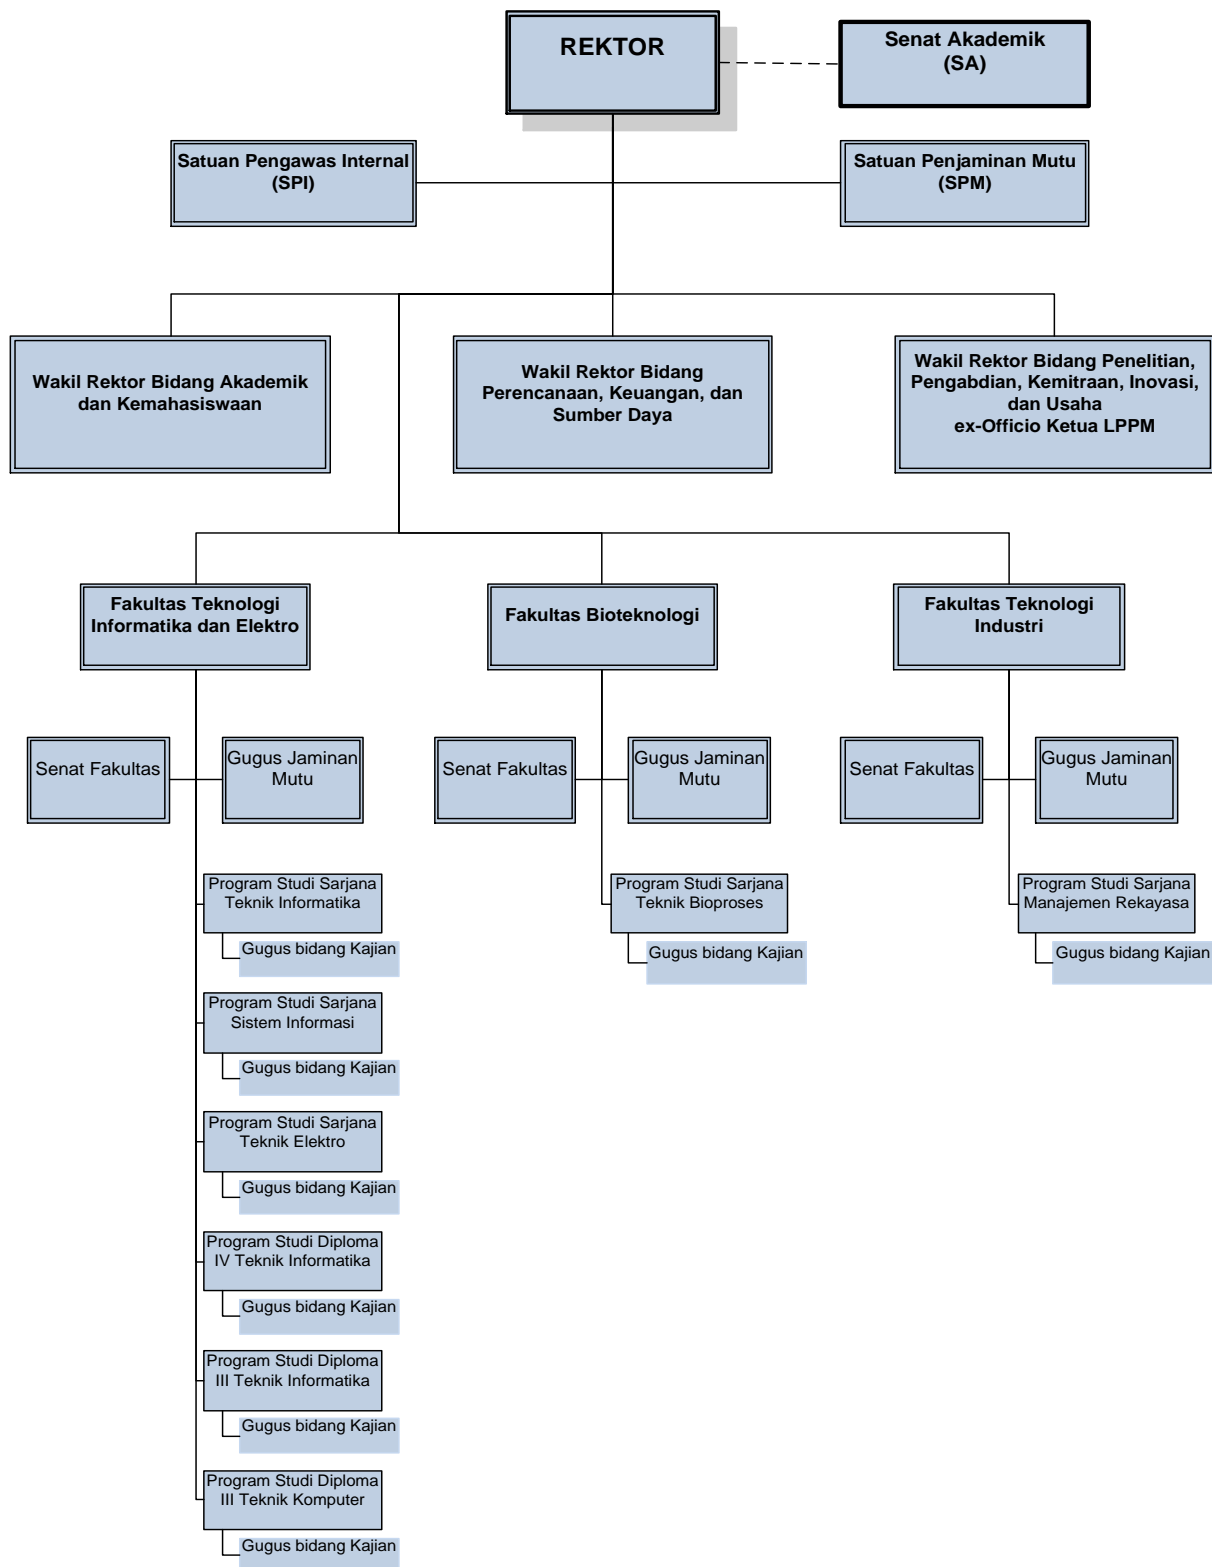 REKTOR
Senat Akademik
(SA)
Satuan Pengawas Internal
(SPI)
Satuan Penjaminan Mutu
(SPM)
Wakil Rektor Bidang Akademik
dan Kemahasiswaan
Wakil Rektor Bidang
Perencanaan, Keuangan, dan
Sumber Daya
Wakil Rektor Bidang Penelitian,
Pengabdian, Kemitraan, Inovasi,
dan Usaha
ex-Officio Ketua LPPM
Fakultas Teknologi
Informatika dan Elektro
Fakultas Bioteknologi
Fakultas Teknologi
Industri
Senat Fakultas
Gugus Jaminan
Mutu
Senat Fakultas
Gugus Jaminan
Mutu
Senat Fakultas
Gugus Jaminan
Mutu
Program Studi Sarjana
Teknik Informatika
Gugus bidang Kajian
Program Studi Sarjana
Teknik Bioproses
Gugus bidang Kajian
Program Studi Sarjana
Manajemen Rekayasa
Gugus bidang Kajian
Program Studi Sarjana
Sistem Informasi
Gugus bidang Kajian
Program Studi Sarjana
Teknik Elektro
Gugus bidang Kajian
Program Studi Diploma
IV Teknik Informatika
Gugus bidang Kajian
Program Studi Diploma
III Teknik Informatika
Gugus bidang Kajian
Program Studi Diploma
III Teknik Komputer
Gugus bidang Kajian